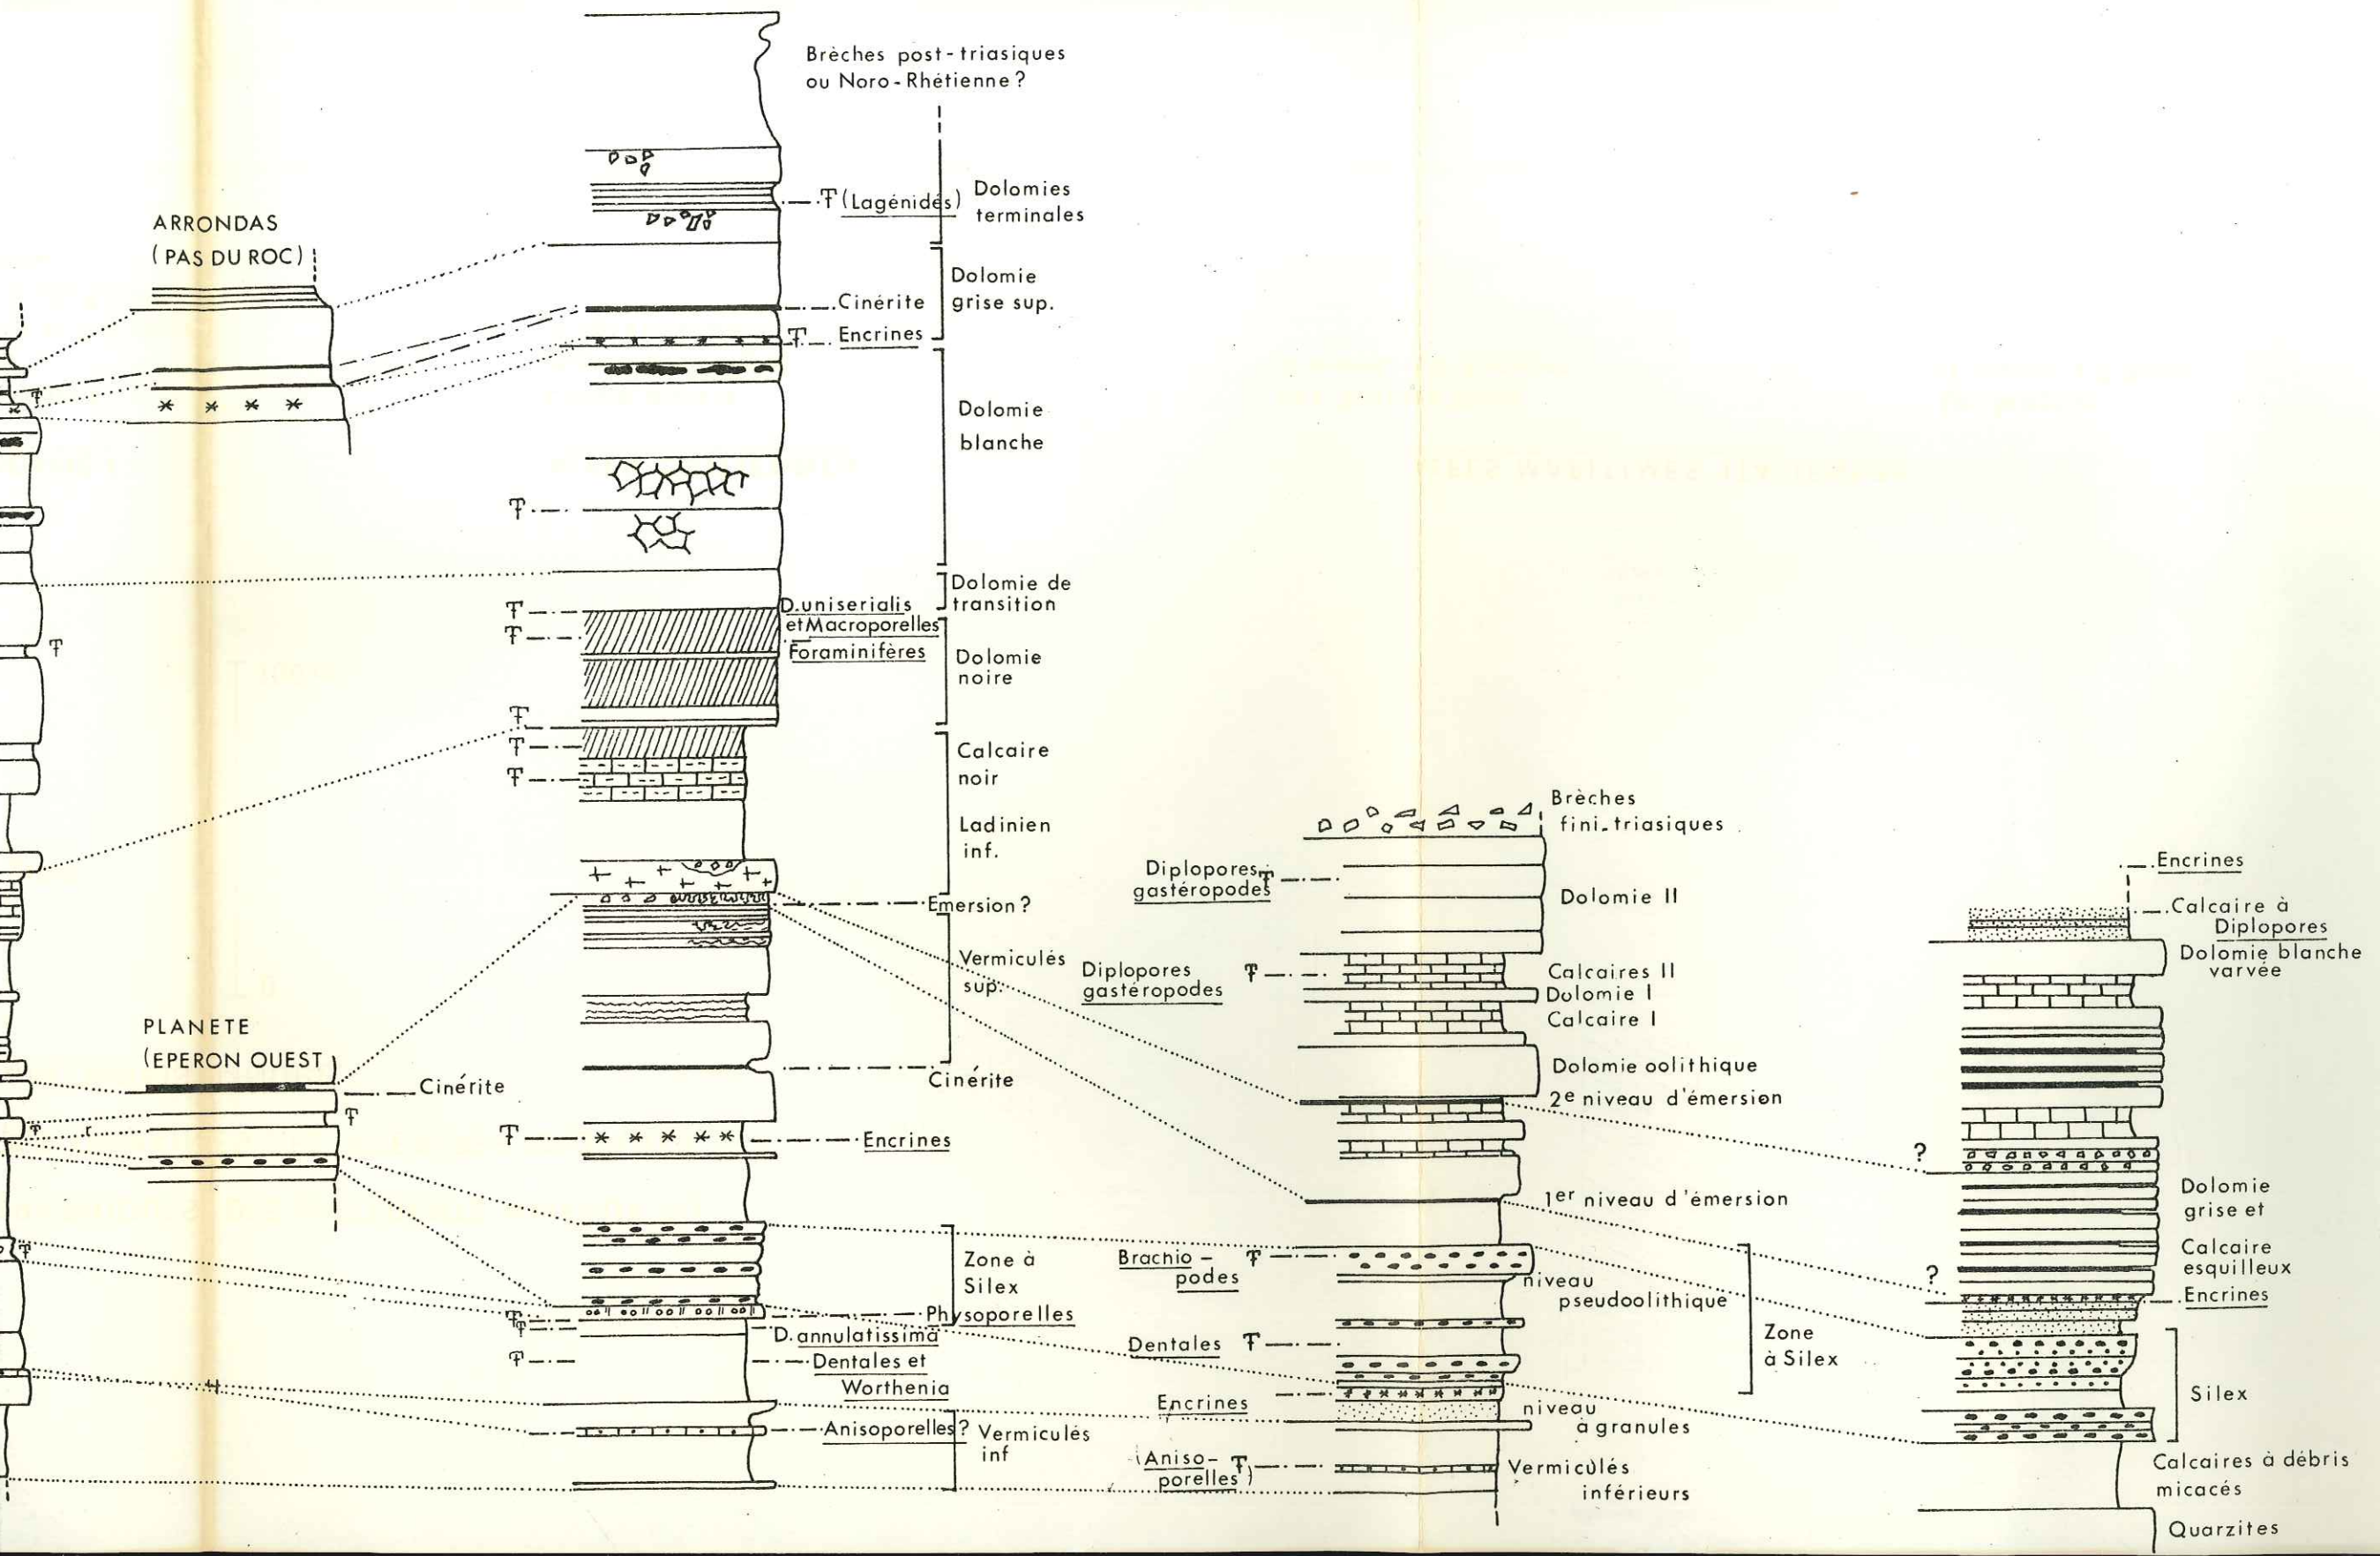 ARRONDAS
(PAS DU ROC)
PLANETE
(EPERON OUEST
Cinérite
r
Brèches post-triasiques
ou Noro-Rhétienne?
(Lagénidés)
Dolomies
terminales
Dolomie
grise sup.
Cinérite
Encrines
Dolomie
blanche
Dolomie de
transition
D.uniserialis
et Macroporelles
Foraminifères
Dolomie
noire
Calcaire
noir
Ladinien
inf.
Emersion?
Vermiculés
sup.
Cinérite
Encrines
Zone à
Silex
Physoporelles
D. annulatissima
Dentales et
Worthenia
Anisoporelles?
Vermiculés
inf
Brèches
fini-triasiques
Diplopores
gastéropodes
Dolomie II
Diplopores
gastéropodes
Calcaires II
Dolomie I
Calcaire I
Dolomie oolithique
2e niveau d'émersion
1er niveau d'émersion
Brachio-
podes
niveau
pseudoolithique
Dentales
Zone
à Silex
Encrines
niveau
à granules
(Aniso-
porelles)
Vermiculés
inférieurs
Encrines
Calcaire à
Diplopores
Dolomie blanche
varvée
?
Dolomie
grise et
Calcaire
esquilleux
?
Encrines
Silex
Calcaires à débris
micacés
Quarzites